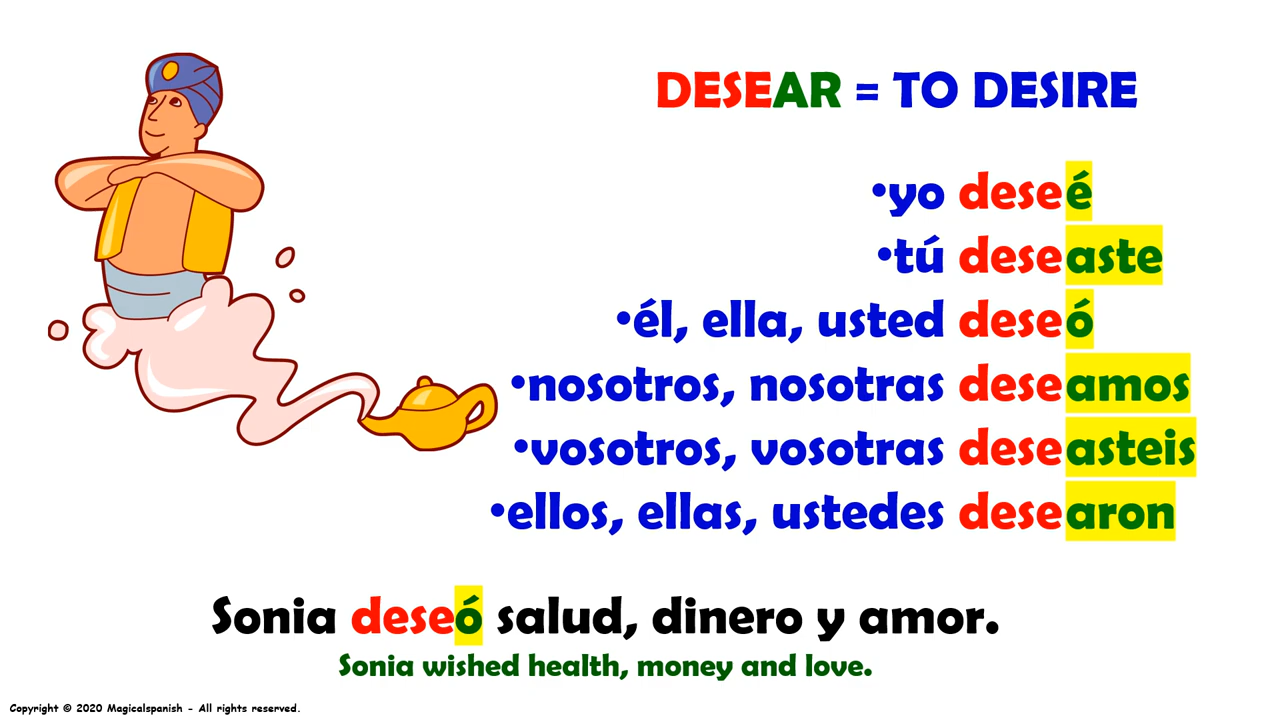 DESEAR = TO DESIRE
•yo deseé
•tú deseaste
•él, ella, usted deseó
•nosotros, nosotras deseamos
•vosotros, vosotras deseasteis
•ellos, ellas, ustedes desearon
Sonia deseó salud, dinero y amor.
Sonia wished health, money and love.
Copyright © 2020 Magicalspanish - All rights reserved.